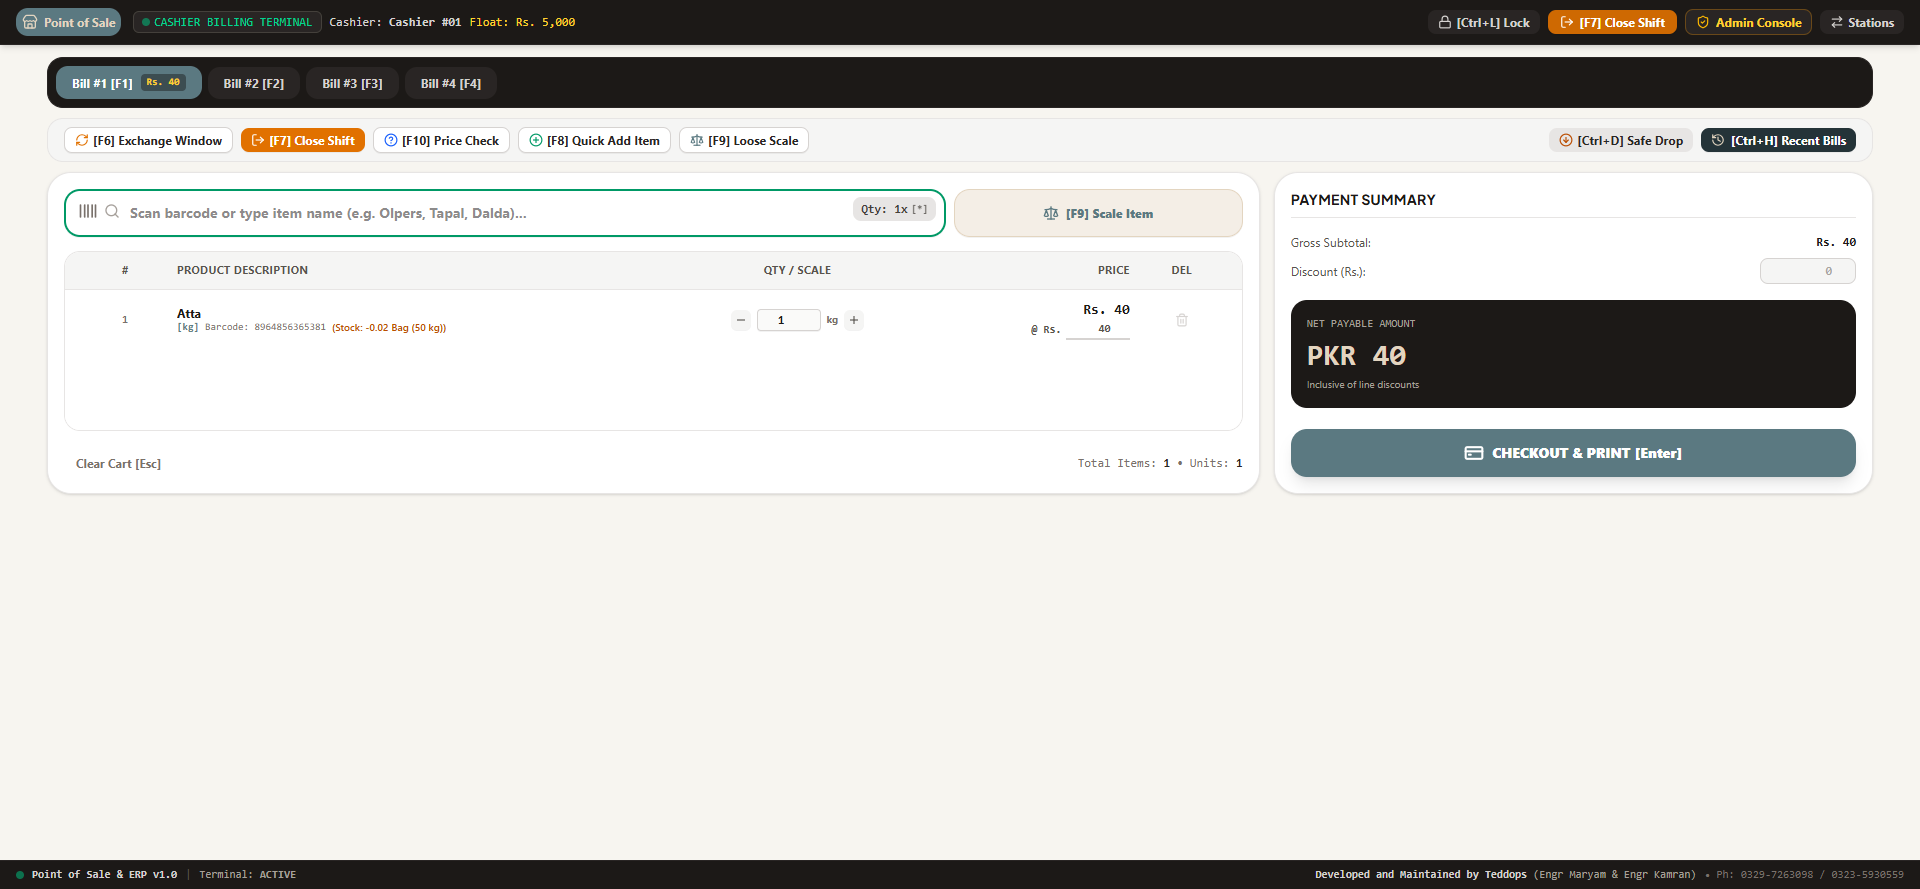 Point of Sale CASHIER BILLING TERMINAL Cashier: Cashier #01 Float: Rs. 5,000 [Ctrl+L] Lock [F7] Close Shift Admin Console Stations
Bill #1 [F1] Rs. 40 Bill #2 [F2] Bill #3 [F3] Bill #4 [F4]
[F6] Exchange Window [F7] Close Shift [F10] Price Check [F8] Quick Add Item [F9] Loose Scale [Ctrl+D] Safe Drop [Ctrl+H] Recent Bills
Scan barcode or type item name (e.g. Olpers, Tapal, Dalda)... Qty: 1x [*] [F9] Scale Item
# PRODUCT DESCRIPTION QTY / SCALE PRICE DEL
1 Atta 1 kg Rs. 40
[kg] Barcode: 8964856365381 (Stock: -0.02 Bag (50 kg)) @ Rs. 40
Clear Cart [Esc] Total Items: 1 • Units: 1
PAYMENT SUMMARY
Gross Subtotal: Rs. 40
Discount (Rs.): 0
NET PAYABLE AMOUNT
PKR 40
Inclusive of line discounts
CHECKOUT & PRINT [Enter]
Point of Sale & ERP v1.0 | Terminal: ACTIVE Developed and Maintained by Teddops (Engr Maryam & Engr Kamran) • Ph: 0329-7263098 / 0323-5930559